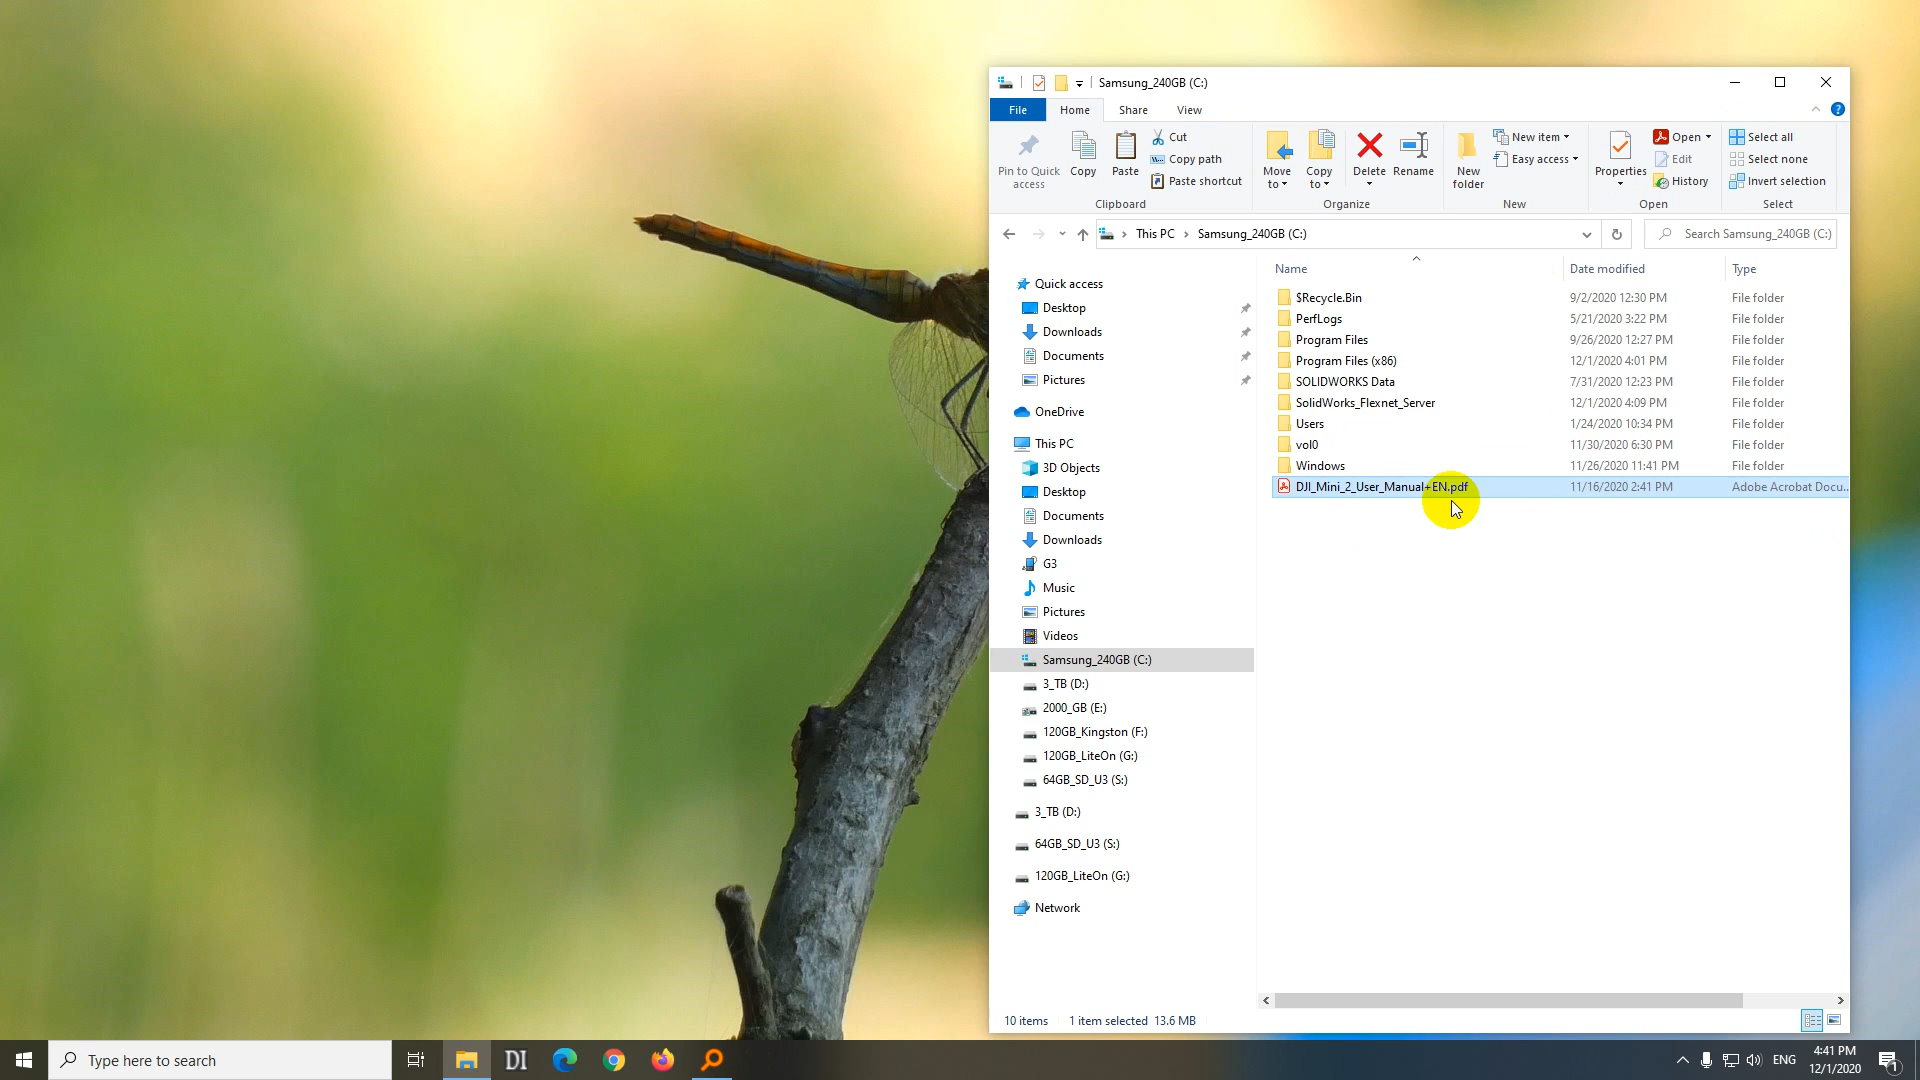 Samsung_240GB (C:)
File Home Share View
Pin to Quick access
Copy
Paste
Cut
Copy path
Paste shortcut
Clipboard
Move to
Copy to
Delete
Rename
Organize
New folder
New item
Easy access
New
Properties
Open
Edit
History
Open
Select all
Select none
Invert selection
Select
This PC Samsung_240GB (C:)
Search Samsung_240GB (C:)
Quick access
Desktop
Downloads
Documents
Pictures
OneDrive
This PC
3D Objects
Desktop
Documents
Downloads
G3
Music
Pictures
Videos
Samsung_240GB (C:)
3_TB (D:)
2000_GB (E:)
120GB_Kingston (F:)
120GB_LiteOn (G:)
64GB_SD_U3 (S:)
3_TB (D:)
64GB_SD_U3 (S:)
120GB_LiteOn (G:)
Network
Name Date modified Type
$Recycle.Bin 9/2/2020 12:30 PM File folder
PerfLogs 5/21/2020 3:22 PM File folder
Program Files 9/26/2020 12:27 PM File folder
Program Files (x86) 12/1/2020 4:01 PM File folder
SOLIDWORKS Data 7/31/2020 12:23 PM File folder
SolidWorks_Flexnet_Server 12/1/2020 4:09 PM File folder
Users 1/24/2020 10:34 PM File folder
vol0 11/30/2020 6:30 PM File folder
Windows 11/26/2020 11:41 PM File folder
DJI_Mini_2_User_Manual+EN.pdf 11/16/2020 2:41 PM Adobe Acrobat Docu...
10 items 1 item selected 13.6 MB
Type here to search
DI
ENG
4:41 PM
12/1/2020
1